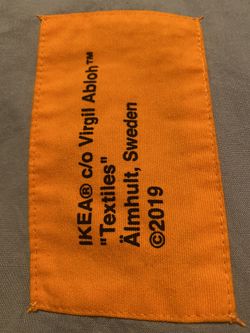 IKEA® c/o Virgil Abloh™
"Textiles"
Älmhult, Sweden
©2019